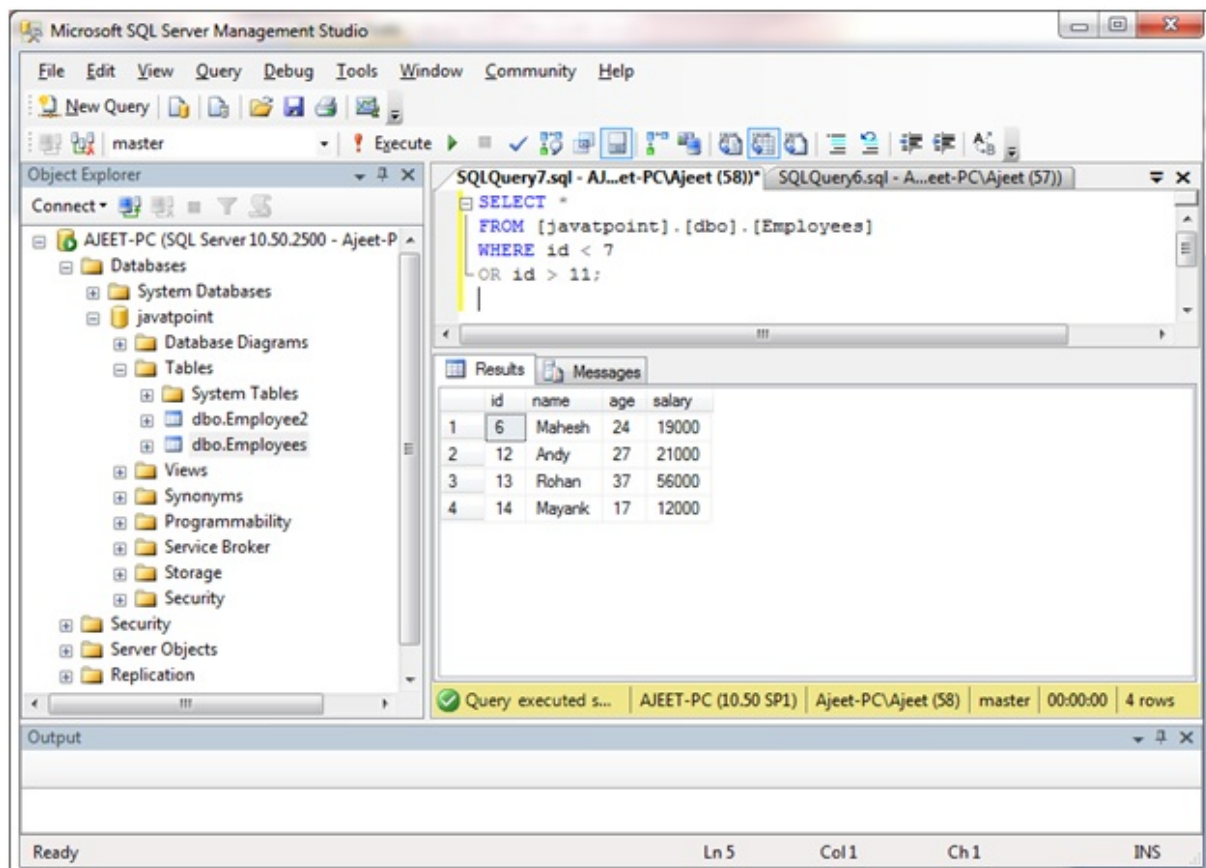 Microsoft SQL Server Management Studio
File Edit View Query Debug Tools Window Community Help
New Query
master Execute
Object Explorer
Connect
AJEET-PC (SQL Server 10.50.2500 - Ajeet-P
Databases
System Databases
javatpoint
Database Diagrams
Tables
System Tables
dbo.Employee2
dbo.Employees
Views
Synonyms
Programmability
Service Broker
Storage
Security
Security
Server Objects
Replication
SQLQuery7.sql - AJ...et-PC\Ajeet (58))* SQLQuery6.sql - A...eet-PC\Ajeet (57))
SELECT *
FROM [javatpoint].[dbo].[Employees]
WHERE id < 7
OR id > 11;
Results Messages
id name age salary
1 6 Mahesh 24 19000
2 12 Andy 27 21000
3 13 Rohan 37 56000
4 14 Mayank 17 12000
Query executed s... AJEET-PC (10.50 SP1) Ajeet-PC\Ajeet (58) master 00:00:00 4 rows
Output
Ready Ln 5 Col 1 Ch 1 INS